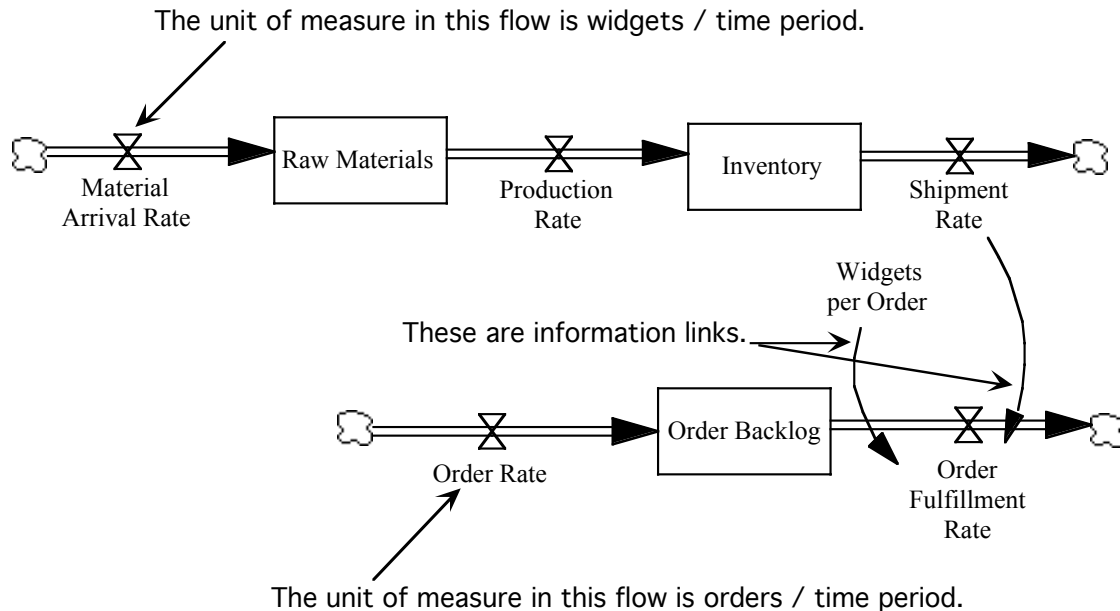 The unit of measure in this flow is widgets / time period.
Raw Materials
Inventory
Material
Arrival Rate
Production
Rate
Shipment
Rate
Widgets
per Order
These are information links.
Order Backlog
Order Rate
Order
Fulfillment
Rate
The unit of measure in this flow is orders / time period.